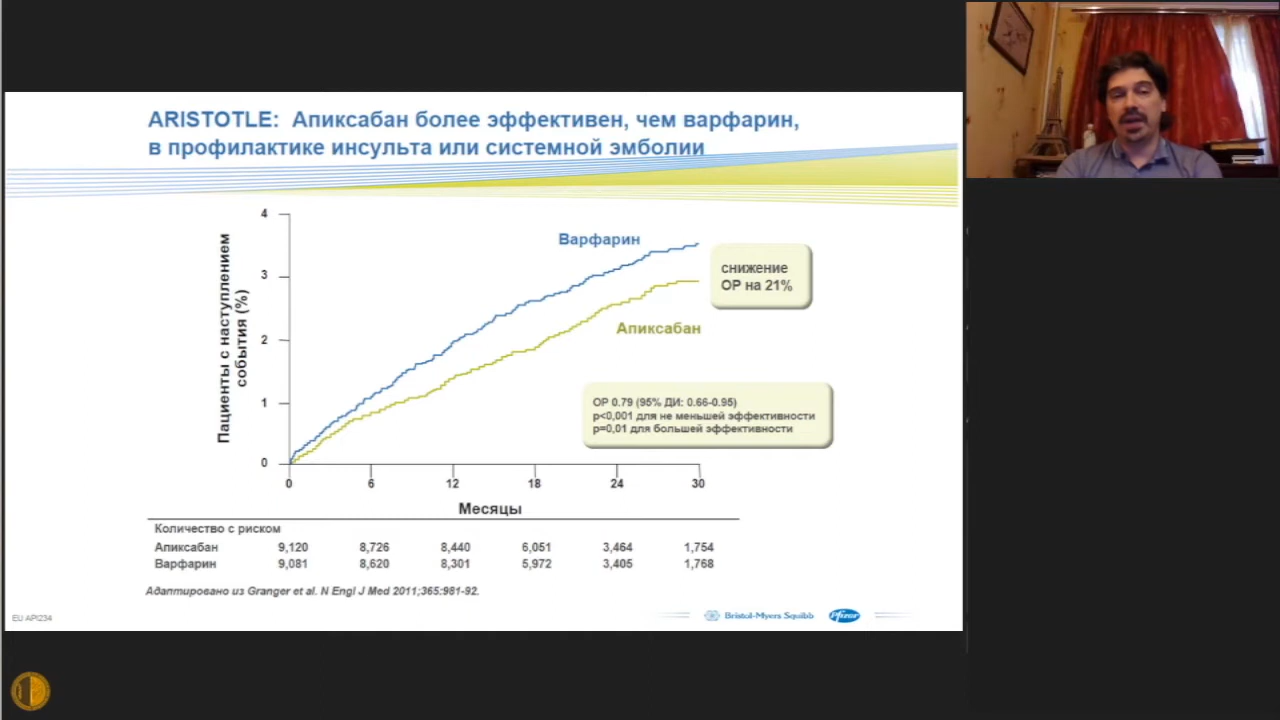 ARISTOTLE: Апиксабан более эффективен, чем варфарин,
в профилактике инсульта или системной эмболии
Пациенты с наступлением
события (%)
4
3
2
1
0
Варфарин
Апиксабан
снижение
ОР на 21%
ОР 0.79 (95% ДИ: 0.66-0.95)
p<0,001 для не меньшей эффективности
p=0,01 для большей эффективности
0 6 12 18 24 30
Месяцы
Количество с риском
Апиксабан 9,120 8,726 8,440 6,051 3,464 1,754
Варфарин 9,081 8,620 8,301 5,972 3,405 1,768
Адаптировано из Granger et al. N Engl J Med 2011;365:981-92.
EU API234
Bristol-Myers Squibb
Pfizer